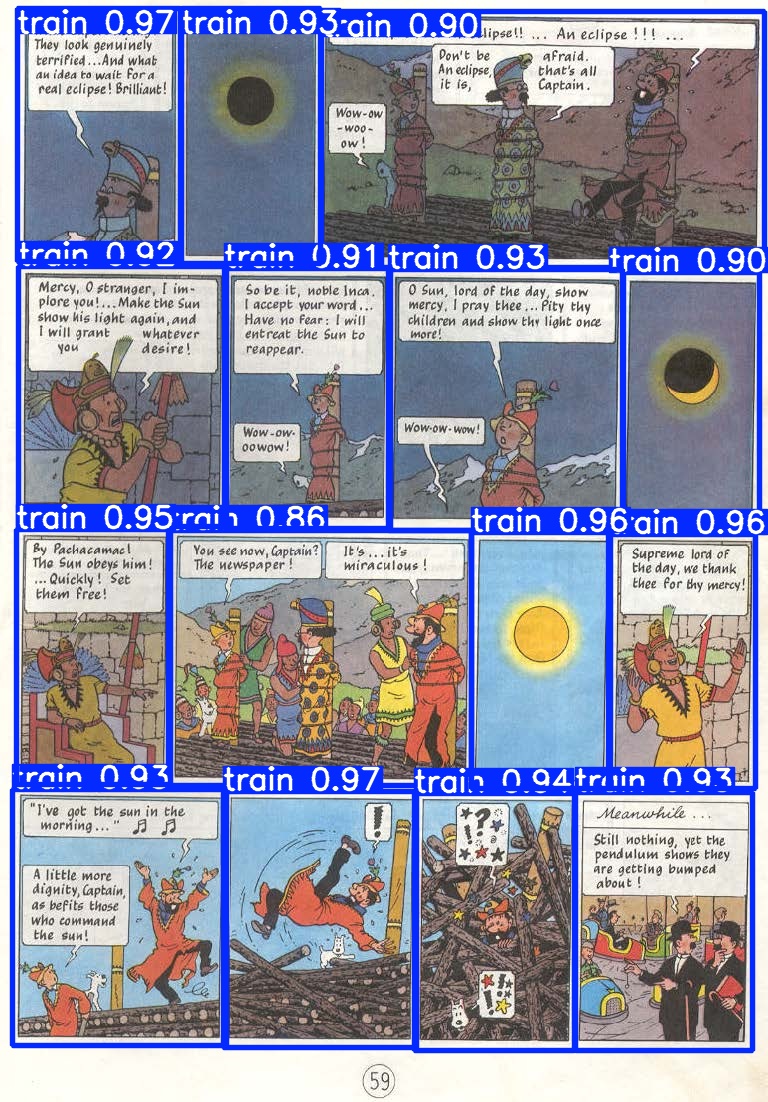 train 0.97
train 0.93
ain 0.90
They look genuinely
terrified...And what
an idea to wait for a
real eclipse! Brilliant!
lipse!! ... An eclipse !!! ...
Don't be afraid.
An eclipse, that's all
it is, Captain.
Wow-ow
-woo-
ow!
train 0.92
train 0.91
train 0.93
train 0.90
Mercy, O stranger, I im-
plore you!...Make the Sun
show his light again, and
I will grant whatever
you desire!
So be it, noble Inca.
I accept your word...
Have no fear: I will
entreat the Sun to
reappear.
Wow-ow-
oowow!
O Sun, lord of the day, show
mercy, I pray thee... Pity thy
children and show thy light once
more!
Wow-ow-wow!
train 0.95
rain 0.86
train 0.96
ain 0.96
By Pachacamac!
The Sun obeys him!
...Quickly! Set
them free!
You see now, Captain?
The newspaper!
It's...it's
miraculous!
Supreme lord of
the day, we thank
thee for thy mercy!
train 0.93
train 0.97
train 0.94
train 0.93
"I've got the sun in the
morning..." ♫ ♫
A little more
dignity, Captain,
as befits those
who command
the sun!
!
!?
!
Meanwhile ...
Still nothing, yet the
pendulum shows they
are getting bumped
about!
59